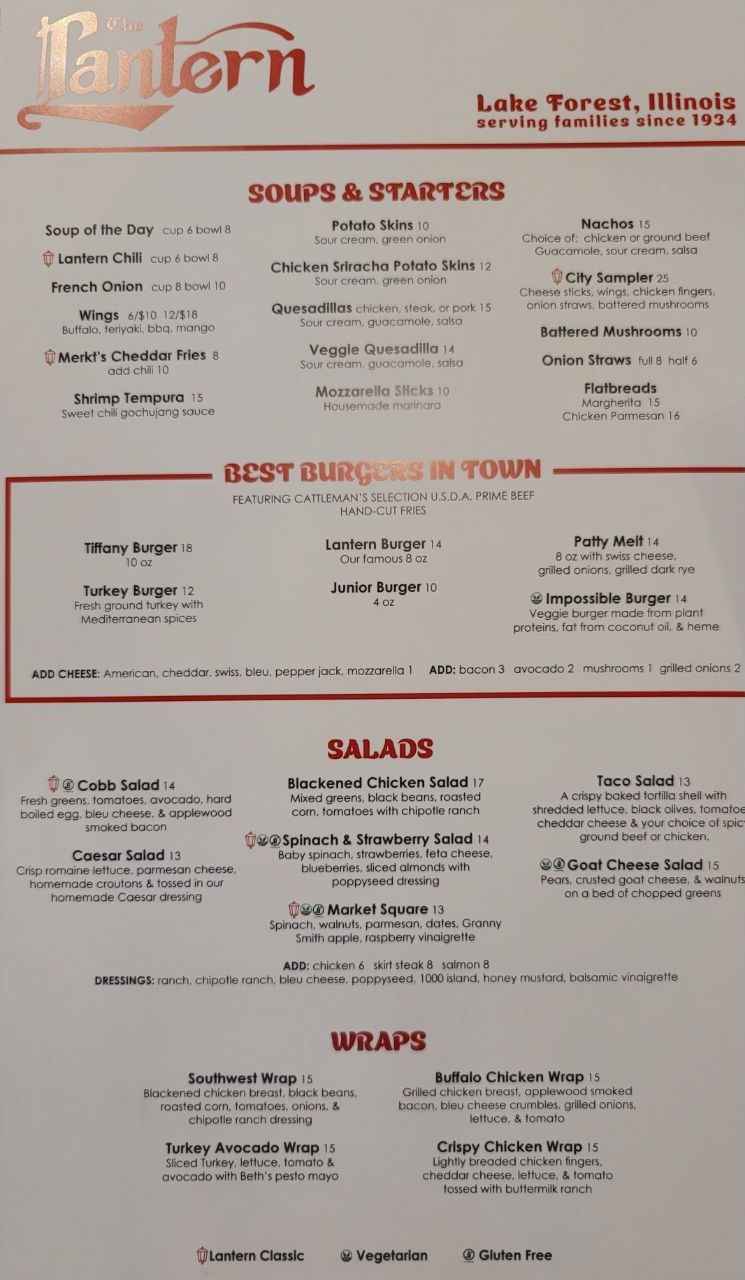 The
Lantern
Lake Forest, Illinois
serving families since 1934
SOUPS & STARTERS
Soup of the Day cup 6 bowl 8
Lantern Chili cup 6 bowl 8
French Onion cup 8 bowl 10
Wings 6/$10 12/$18
Buffalo, teriyaki, bbq, mango
Merkt's Cheddar Fries 8
add chili 10
Shrimp Tempura 15
Sweet chili gochujang sauce
Potato Skins 10
Sour cream, green onion
Chicken Sriracha Potato Skins 12
Sour cream, green onion
Quesadillas chicken, steak, or pork 15
Sour cream, guacamole, salsa
Veggie Quesadilla 14
Sour cream, guacamole, salsa
Mozzarella Sticks 10
Housemade marinara
Nachos 15
Choice of: chicken or ground beef
Guacamole, sour cream, salsa
City Sampler 25
Cheese sticks, wings, chicken fingers,
onion straws, battered mushrooms
Battered Mushrooms 10
Onion Straws full 8 half 6
Flatbreads
Margherita 15
Chicken Parmesan 16
BEST BURGERS IN TOWN
FEATURING CATTLEMAN'S SELECTION U.S.D.A. PRIME BEEF
HAND-CUT FRIES
Tiffany Burger 18
10 oz
Turkey Burger 12
Fresh ground turkey with
Mediterranean spices
Lantern Burger 14
Our famous 8 oz
Junior Burger 10
4 oz
Patty Melt 14
8 oz with swiss cheese,
grilled onions, grilled dark rye
Impossible Burger 14
Veggie burger made from plant
proteins, fat from coconut oil, & heme
ADD CHEESE: American, cheddar, swiss, bleu, pepper jack, mozzarella 1 ADD: bacon 3 avocado 2 mushrooms 1 grilled onions 2
SALADS
Cobb Salad 14
Fresh greens, tomatoes, avocado, hard
boiled egg, bleu cheese, & applewood
smoked bacon
Caesar Salad 13
Crisp romaine lettuce, parmesan cheese,
homemade croutons & tossed in our
homemade Caesar dressing
Blackened Chicken Salad 17
Mixed greens, black beans, roasted
corn, tomatoes with chipotle ranch
Spinach & Strawberry Salad 14
Baby spinach, strawberries, feta cheese,
blueberries, sliced almonds with
poppyseed dressing
Market Square 13
Spinach, walnuts, parmesan, dates, Granny
Smith apple, raspberry vinaigrette
Taco Salad 13
A crispy baked tortilla shell with
shredded lettuce, black olives, tomatoe
cheddar cheese & your choice of spic
ground beef or chicken.
Goat Cheese Salad 15
Pears, crusted goat cheese, & walnuts
on a bed of chopped greens
ADD: chicken 6 skirt steak 8 salmon 8
DRESSINGS: ranch, chipotle ranch, bleu cheese, poppyseed, 1000 island, honey mustard, balsamic vinaigrette
WRAPS
Southwest Wrap 15
Blackened chicken breast, black beans,
roasted corn, tomatoes, onions, &
chipotle ranch dressing
Turkey Avocado Wrap 15
Sliced Turkey, lettuce, tomato &
avocado with Beth's pesto mayo
Buffalo Chicken Wrap 15
Grilled chicken breast, applewood smoked
bacon, bleu cheese crumbles, grilled onions,
lettuce, & tomato
Crispy Chicken Wrap 15
Lightly breaded chicken fingers,
cheddar cheese, lettuce, & tomato
tossed with buttermilk ranch
Lantern Classic Vegetarian Gluten Free